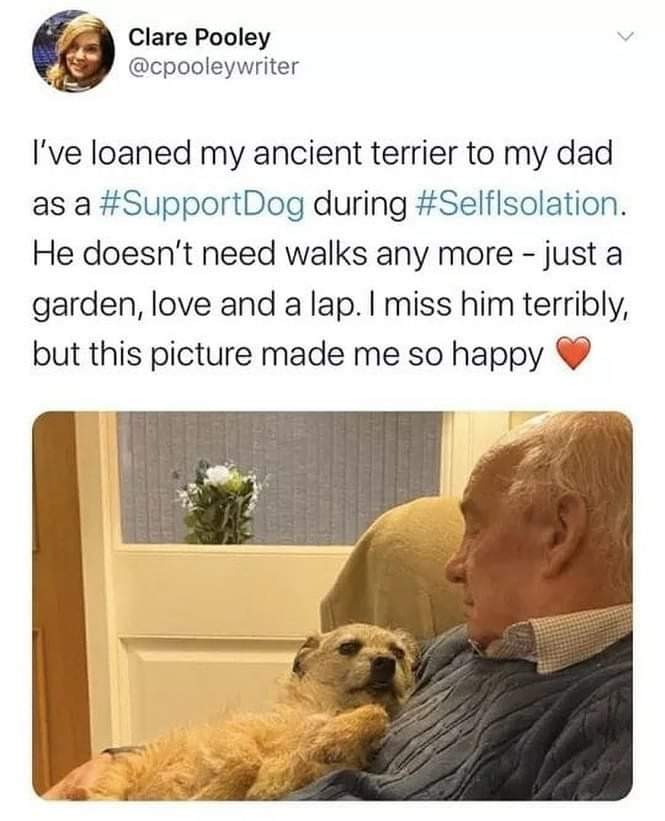 Clare Pooley
@cpooleywriter
I've loaned my ancient terrier to my dad
as a #SupportDog during #SelfIsolation.
He doesn't need walks any more - just a
garden, love and a lap. I miss him terribly,
but this picture made me so happy ❤️